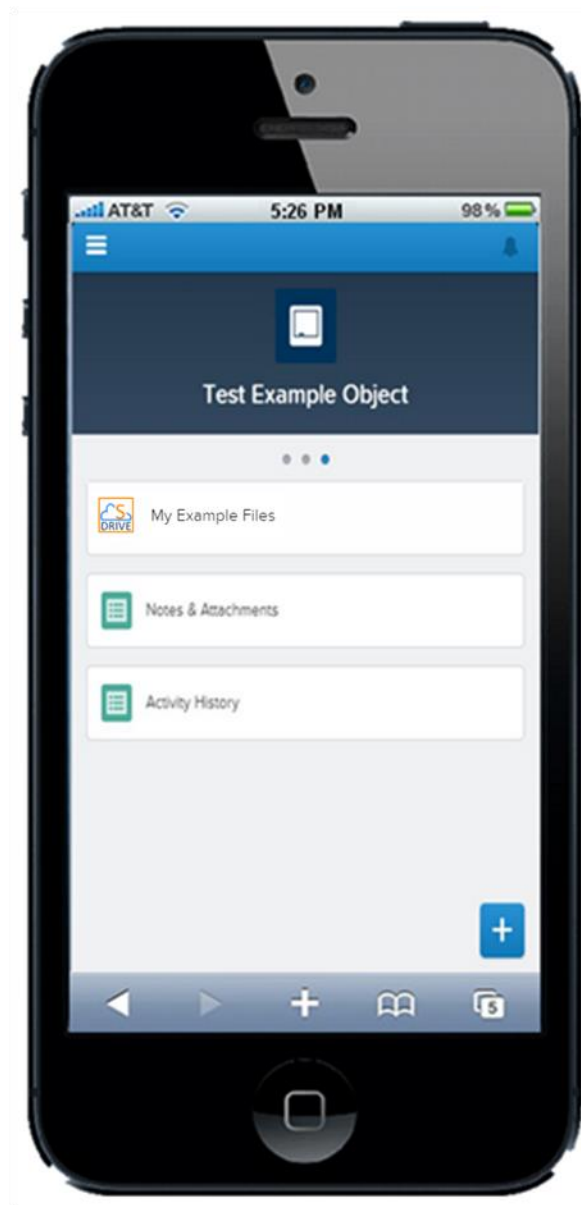 AT&T 5:26 PM 98%
Test Example Object
S
DRIVE
My Example Files
Notes & Attachments
Activity History
5